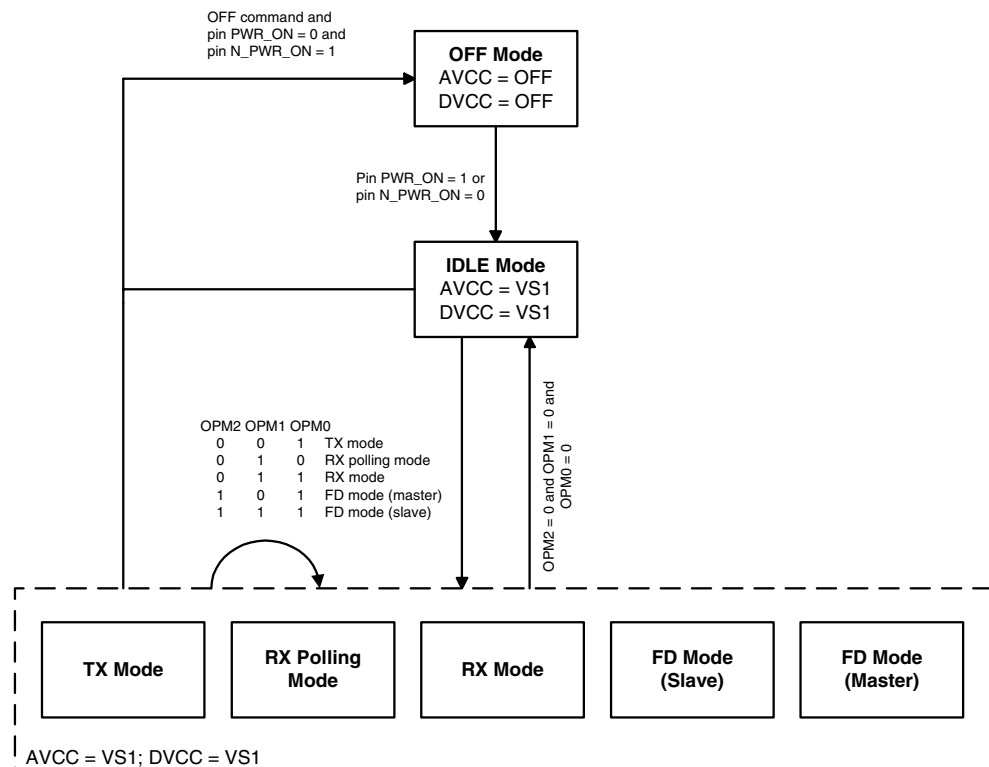 OFF command and
pin PWR_ON = 0 and
pin N_PWR_ON = 1
OFF Mode
AVCC = OFF
DVCC = OFF
Pin PWR_ON = 1 or
pin N_PWR_ON = 0
IDLE Mode
AVCC = VS1
DVCC = VS1
OPM2 OPM1 OPM0
0 0 1 TX mode
0 1 0 RX polling mode
0 1 1 RX mode
1 0 1 FD mode (master)
1 1 1 FD mode (slave)
OPM2 = 0 and OPM1 = 0 and
OPM0 = 0
TX Mode
RX Polling
Mode
RX Mode
FD Mode
(Slave)
FD Mode
(Master)
AVCC = VS1; DVCC = VS1